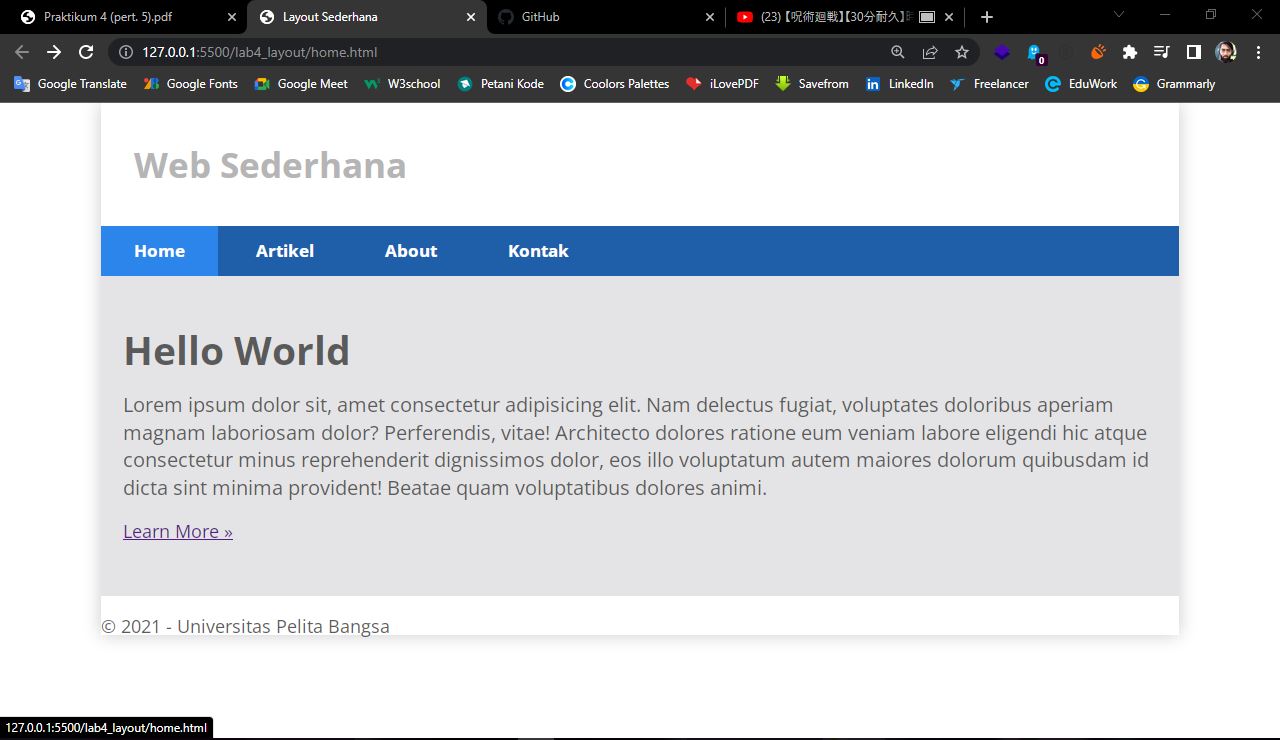 Praktikum 4 (pert. 5).pdf
Layout Sederhana
GitHub
(23) 【呪術廻戦】【30分耐久】
127.0.0.1:5500/lab4_layout/home.html
0
Google Translate
Google Fonts
Google Meet
W3school
Petani Kode
Coolors Palettes
iLovePDF
Savefrom
LinkedIn
Freelancer
EduWork
Grammarly
Web Sederhana
Home
Artikel
About
Kontak
Hello World
Lorem ipsum dolor sit, amet consectetur adipisicing elit. Nam delectus fugiat, voluptates doloribus aperiam
magnam laboriosam dolor? Perferendis, vitae! Architecto dolores ratione eum veniam labore eligendi hic atque
consectetur minus reprehenderit dignissimos dolor, eos illo voluptatum autem maiores dolorum quibusdam id
dicta sint minima provident! Beatae quam voluptatibus dolores animi.
Learn More »
© 2021 - Universitas Pelita Bangsa
127.0.0.1:5500/lab4_layout/home.html